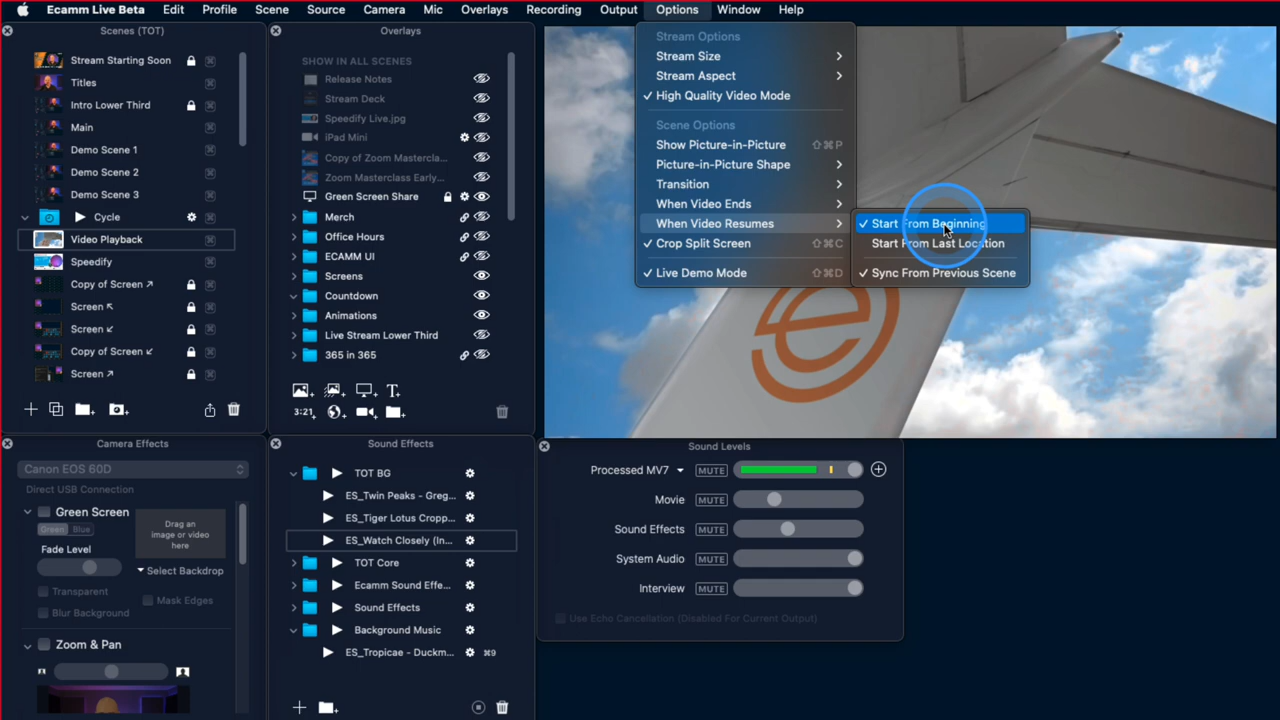 Ecamm Live Beta Edit Profile Scene Source Camera Mic Overlays Recording Output Options Window Help
Scenes (TOT)
Stream Starting Soon
Titles
Intro Lower Third
Main
Demo Scene 1
Demo Scene 2
Demo Scene 3
Cycle
Video Playback
Speedify
Copy of Screen ↗
Screen ↖
Screen ↙
Copy of Screen ↙
Screen ↗
Overlays
SHOW IN ALL SCENES
Release Notes
Stream Deck
Speedify Live.jpg
iPad Mini
Copy of Zoom Mastercla...
Zoom Masterclass Early...
Green Screen Share
Merch
Office Hours
ECAMM UI
Screens
Countdown
Animations
Live Stream Lower Third
365 in 365
3:21
Stream Options
Stream Size
Stream Aspect
✓ High Quality Video Mode
Scene Options
Show Picture-in-Picture ⇧⌘P
Picture-in-Picture Shape
Transition
When Video Ends
When Video Resumes
✓ Crop Split Screen ⇧⌘C
✓ Live Demo Mode ⇧⌘D
✓ Start From Beginning
Start From Last Location
✓ Sync From Previous Scene
Camera Effects
Canon EOS 60D
Direct USB Connection
Green Screen
Green Blue
Fade Level
Drag an
image or video
here
Select Backdrop
Transparent
Mask Edges
Blur Background
Zoom & Pan
Sound Effects
TOT BG
ES_Twin Peaks - Greg...
ES_Tiger Lotus Cropp...
ES_Watch Closely (In...
TOT Core
Ecamm Sound Effe...
Sound Effects
Background Music
ES_Tropicae - Duckm... ⌘9
Sound Levels
Processed MV7 MUTE
Movie MUTE
Sound Effects MUTE
System Audio MUTE
Interview MUTE
Use Echo Cancellation (Disabled For Current Output)